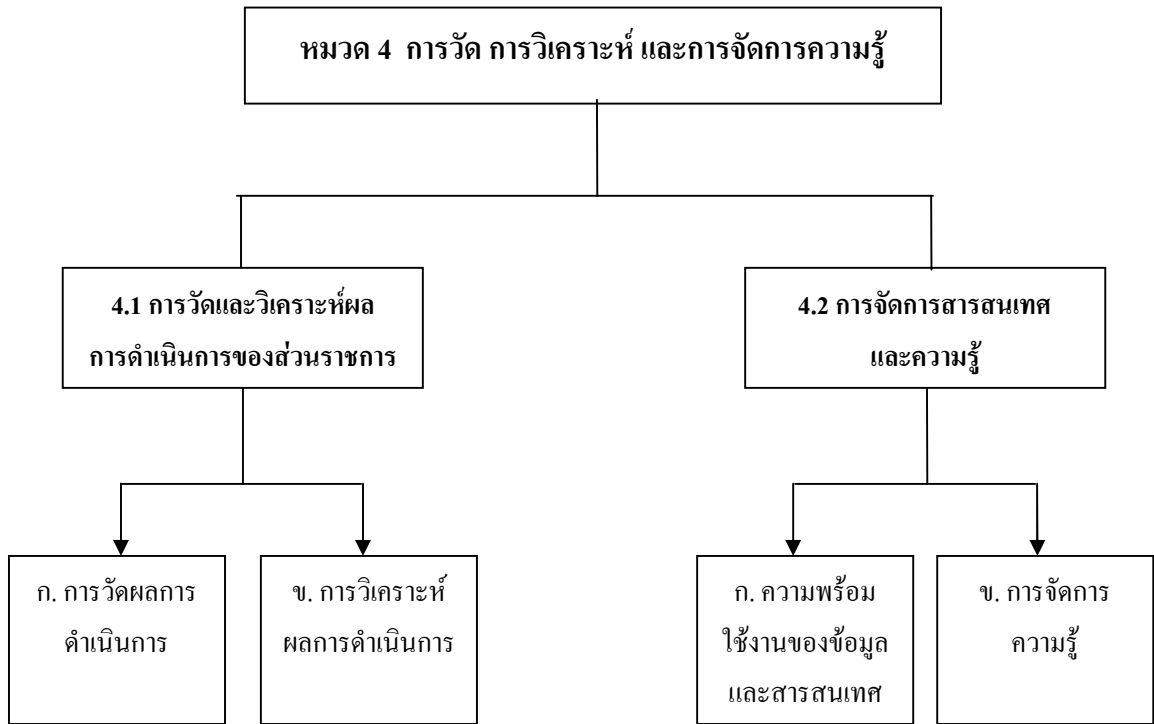 หมวด 4 การวัด การวิเคราะห์ และการจัดการความรู้
4.1 การวัดและวิเคราะห์ผล
การดำเนินการของส่วนราชการ
4.2 การจัดการสารสนเทศ
และความรู้
ก. การวัดผลการ
ดำเนินการ
ข. การวิเคราะห์
ผลการดำเนินการ
ก. ความพร้อม
ใช้งานของข้อมูล
และสารสนเทศ
ข. การจัดการ
ความรู้